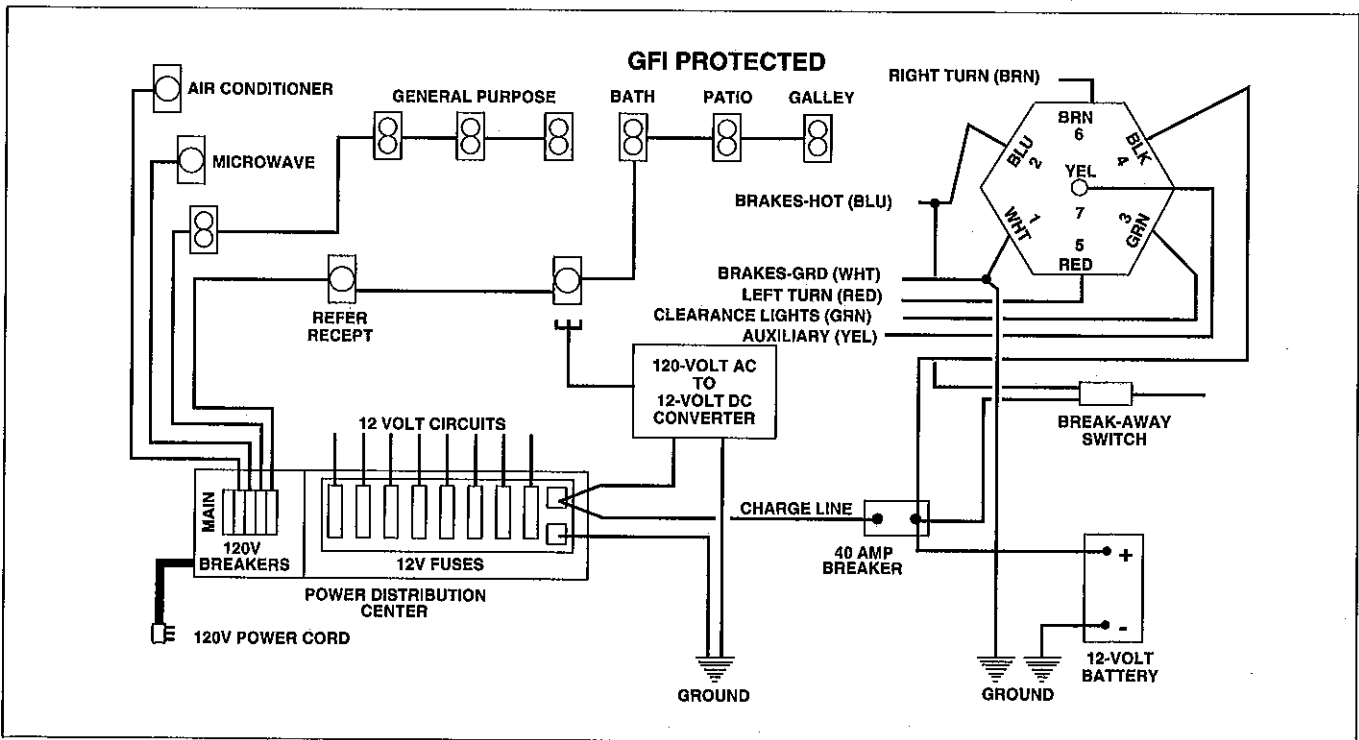 GFI PROTECTED
AIR CONDITIONER
GENERAL PURPOSE
BATH
PATIO
GALLEY
RIGHT TURN (BRN)
MICROWAVE
BRN
6
BLU
2
BLK
4
YEL
7
WHT
1
3
GRN
5
RED
BRAKES-HOT (BLU)
BRAKES-GRD (WHT)
LEFT TURN (RED)
CLEARANCE LIGHTS (GRN)
AUXILIARY (YEL)
REFER
RECEPT
120-VOLT AC
TO
12-VOLT DC
CONVERTER
BREAK-AWAY
SWITCH
12 VOLT CIRCUITS
MAIN
120V
BREAKERS
12V FUSES
CHARGE LINE
40 AMP
BREAKER
+
-
POWER DISTRIBUTION
CENTER
120V POWER CORD
12-VOLT
BATTERY
GROUND
GROUND